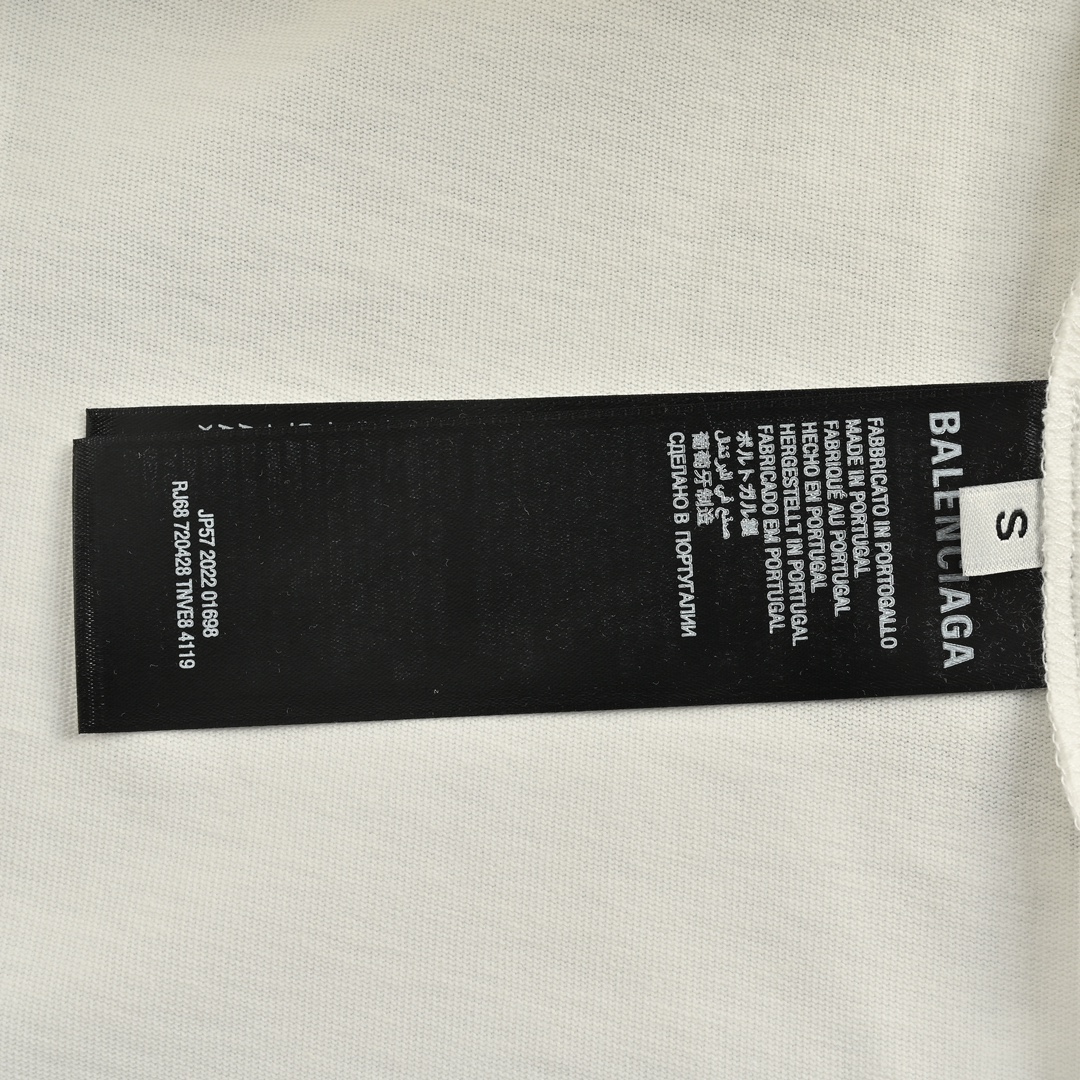 BALENCIAGA
S
FABBRICATO IN PORTOGALLO
MADE IN PORTUGAL
FABRIQUÉ AU PORTUGAL
HECHO EN PORTUGAL
HERGESTELLT IN PORTUGAL
FABRICADO EM PORTUGAL
ポルトガル製
صنع في البرتغال
葡萄牙制造
СДЕЛАНО В ПОРТУГАЛИИ
JP57 2022 01698
RJ68 720428 TNVE8 4119